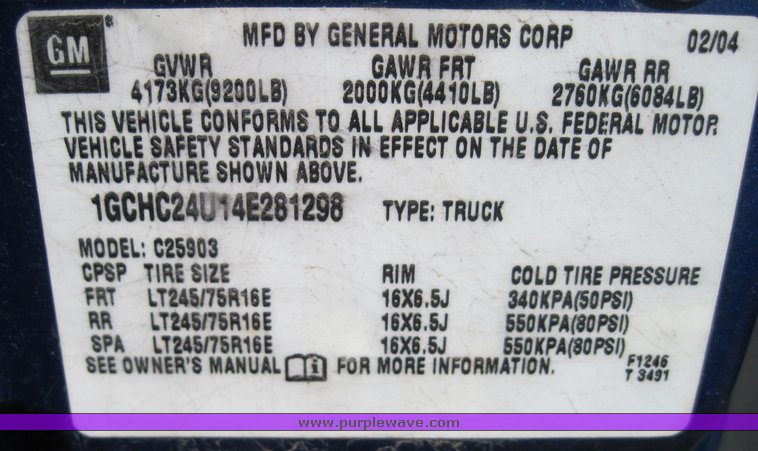 GM
MFD BY GENERAL MOTORS CORP 02/04
GVWR GAWR FRT GAWR RR
4173KG(9200LB) 2000KG(4410LB) 2760KG(6084LB)
THIS VEHICLE CONFORMS TO ALL APPLICABLE U.S. FEDERAL MOTOR
VEHICLE SAFETY STANDARDS IN EFFECT ON THE DATE OF
MANUFACTURE SHOWN ABOVE.
1GCHC24U14E281298 TYPE: TRUCK
MODEL: C25903
CPSP TIRE SIZE RIM COLD TIRE PRESSURE
FRT LT245/75R16E 16X6.5J 340KPA(50PSI)
RR LT245/75R16E 16X6.5J 550KPA(80PSI)
SPA LT245/75R16E 16X6.5J 550KPA(80PSI)
SEE OWNER'S MANUAL i FOR MORE INFORMATION. F1246
T 3491
www.purplewave.com